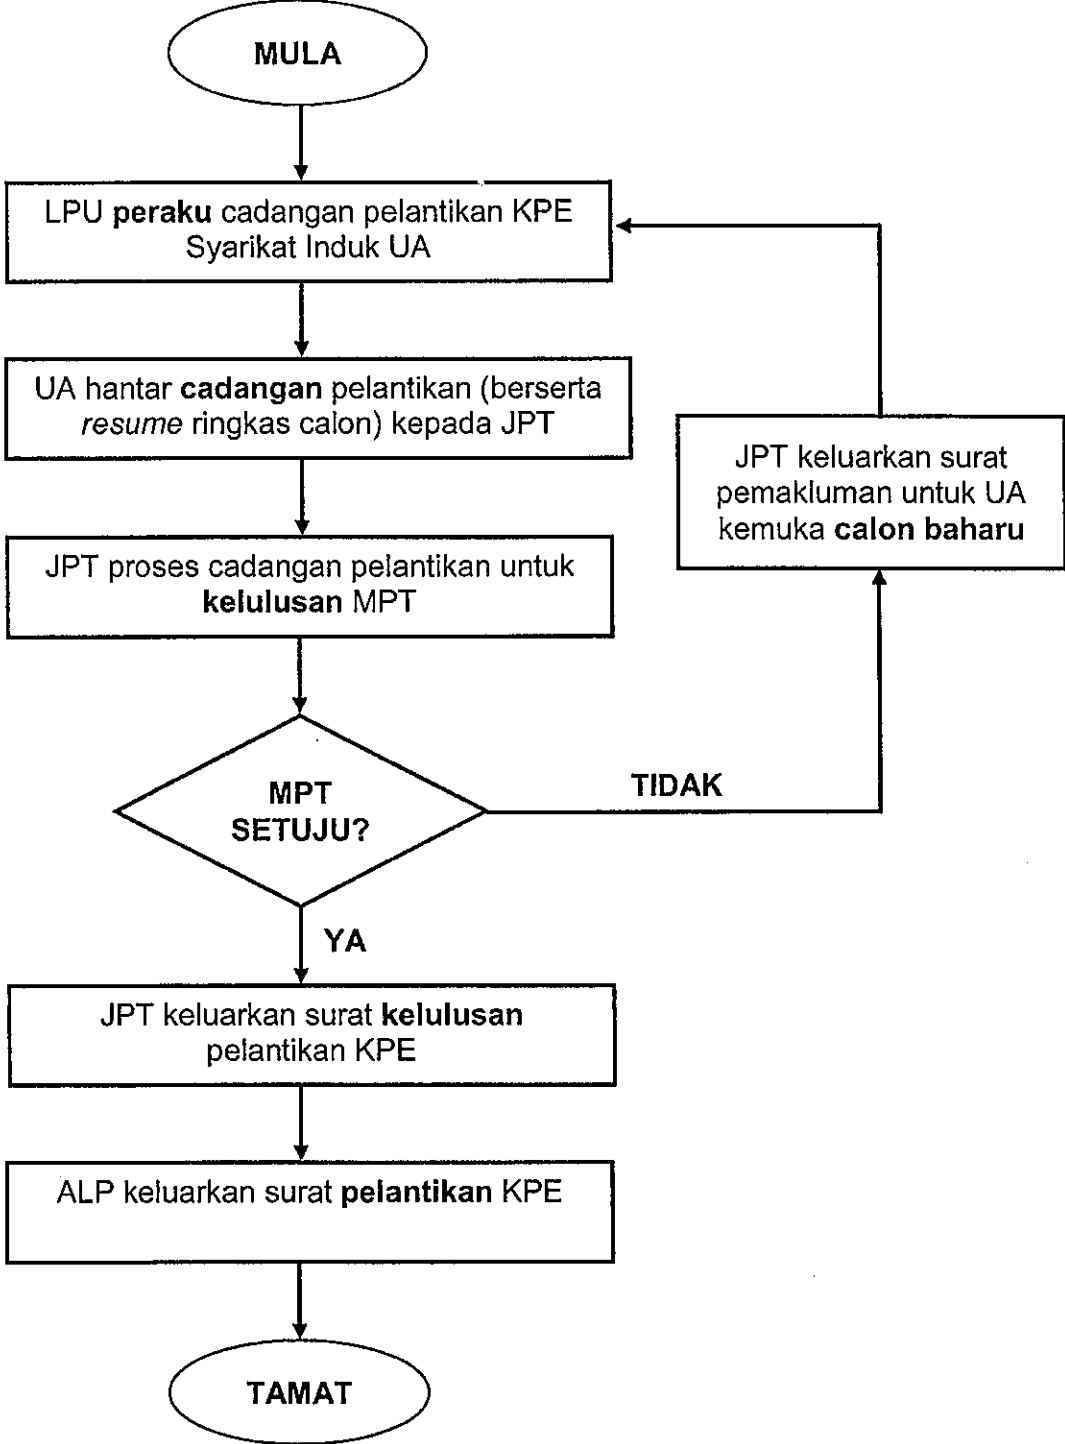 MULA
LPU peraku cadangan pelantikan KPE
Syarikat Induk UA
UA hantar cadangan pelantikan (berserta
resume ringkas calon) kepada JPT
JPT keluarkan surat
pemakluman untuk UA
kemuka calon baharu
JPT proses cadangan pelantikan untuk
kelulusan MPT
MPT
SETUJU?
TIDAK
YA
JPT keluarkan surat kelulusan
pelantikan KPE
ALP keluarkan surat pelantikan KPE
TAMAT